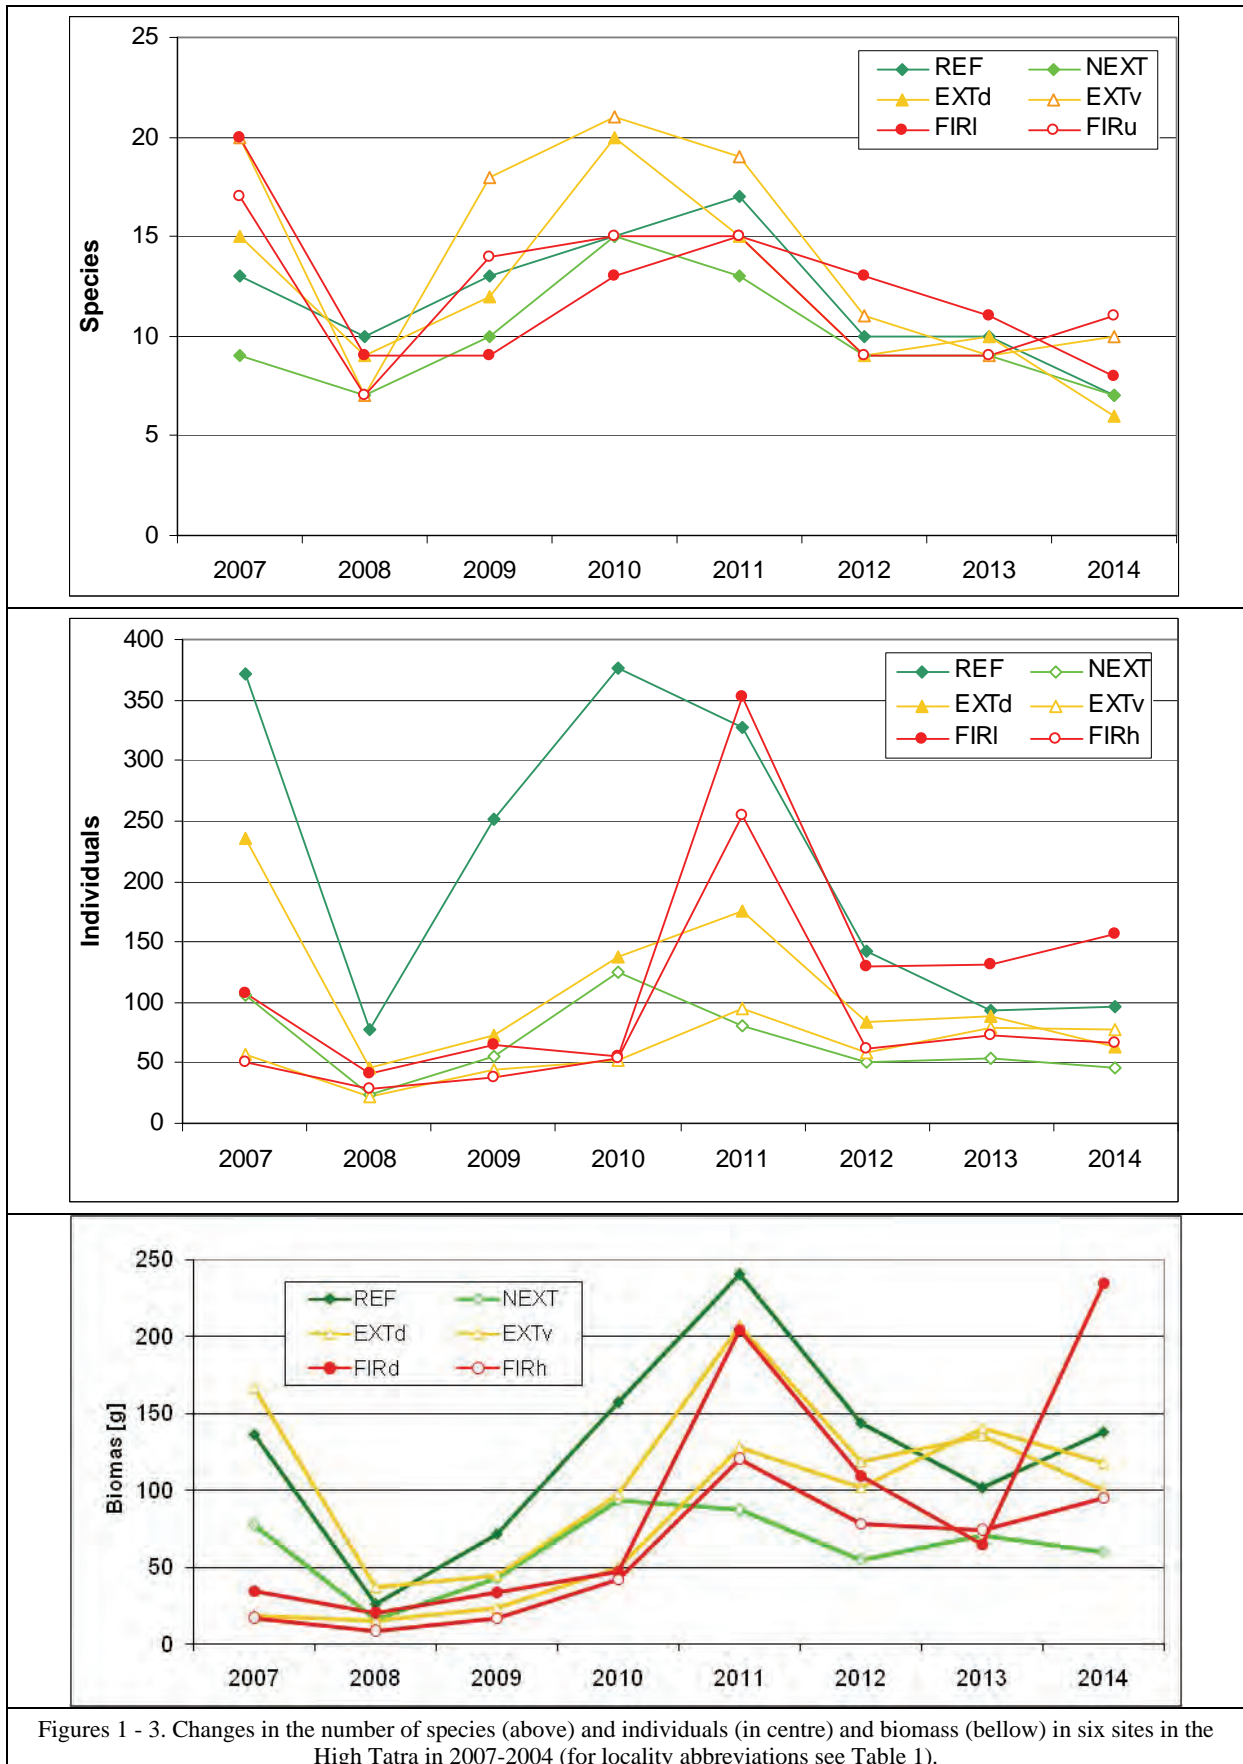 25
20
15
10
5
0
Species
REF NEXT
EXTd EXTv
FIRl FIRu
2007 2008 2009 2010 2011 2012 2013 2014
400
350
300
250
200
150
100
50
0
Individuals
REF NEXT
EXTd EXTv
FIRl FIRh
2007 2008 2009 2010 2011 2012 2013 2014
250
200
150
100
50
0
Biomas [g]
REF NEXT
EXTd EXTv
FIRd FIRh
2007 2008 2009 2010 2011 2012 2013 2014
Figures 1 - 3. Changes in the number of species (above) and individuals (in centre) and biomass (bellow) in six sites in the
High Tatra in 2007-2004 (for locality abbreviations see Table 1).